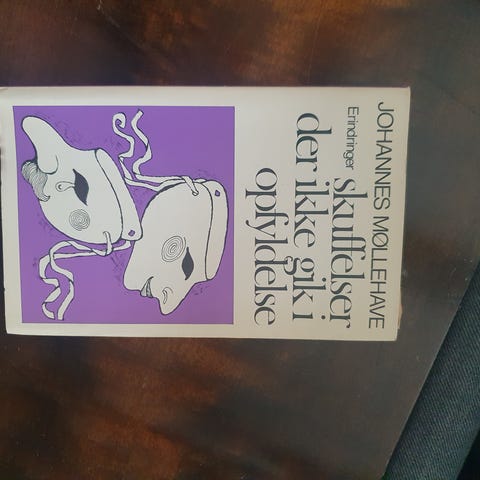 JOHANNES MØLLEHAVE
Erindringer
skuffelser
der ikke gik i
opfyldelse